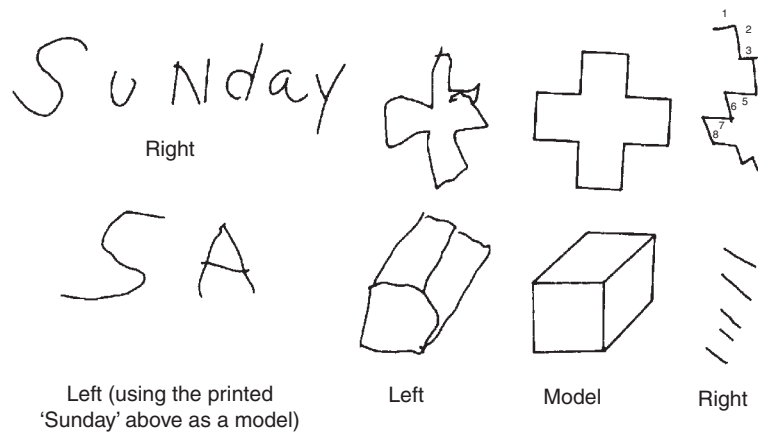 SuNday
Right
1
2
3
5
6
7
8
SA
Left (using the printed
'Sunday' above as a model)
Left
Model
Right